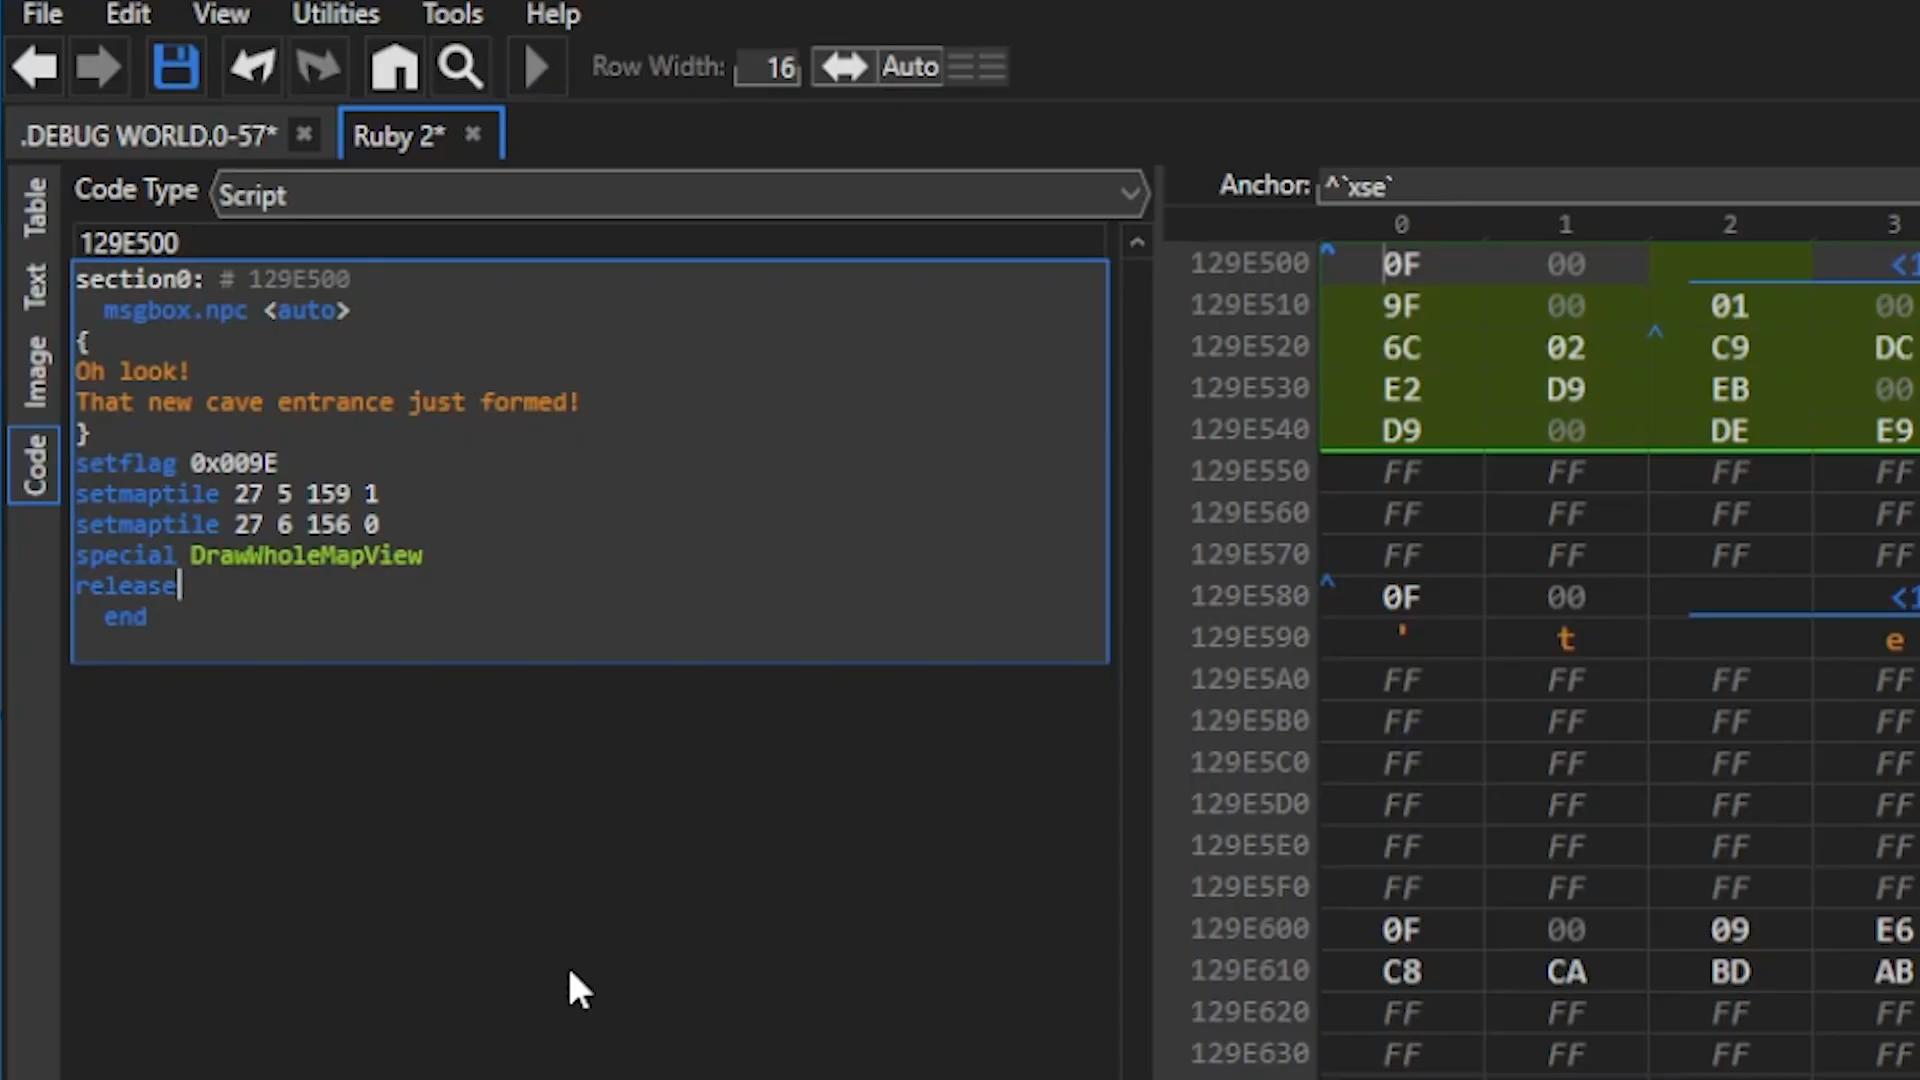 File Edit View Utilities Tools Help
Row Width: 16 Auto
.DEBUG WORLD.0-57* Ruby 2*
Table
Text
Image
Code
Code Type Script
129E500
section0: # 129E500
msgbox.npc <auto>
{
Oh look!
That new cave entrance just formed!
}
setflag 0x009E
setmaptile 27 5 159 1
setmaptile 27 6 156 0
special DrawWholeMapView
release
end
Anchor: ^`xse`
0 1 2 3
129E500 0F 00 <1
129E510 9F 00 01 00
129E520 6C 02 C9 DC
129E530 E2 D9 EB 00
129E540 D9 00 DE E9
129E550 FF FF FF FF
129E560 FF FF FF FF
129E570 FF FF FF FF
129E580 0F 00 <1
129E590 ' t e
129E5A0 FF FF FF FF
129E5B0 FF FF FF FF
129E5C0 FF FF FF FF
129E5D0 FF FF FF FF
129E5E0 FF FF FF FF
129E5F0 FF FF FF FF
129E600 0F 00 09 E6
129E610 C8 CA BD AB
129E620 FF FF FF FF
129E630 FF FF FF FF